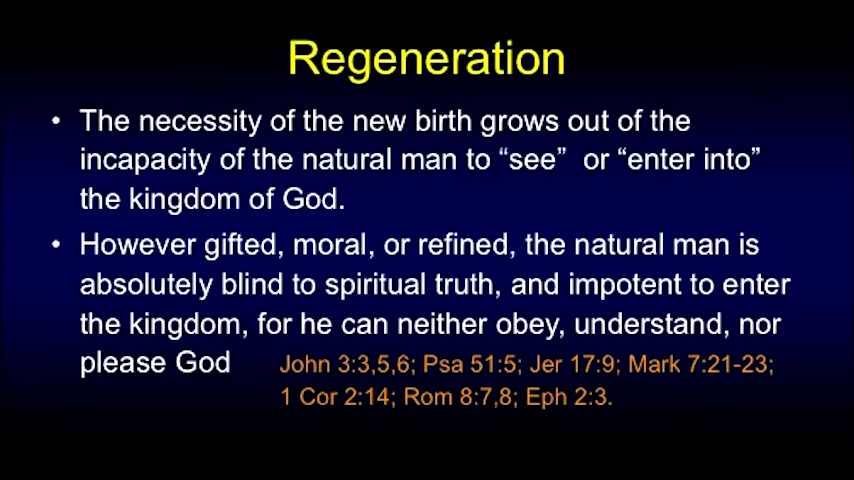 Regeneration
• The necessity of the new birth grows out of the
incapacity of the natural man to “see” or “enter into”
the kingdom of God.
• However gifted, moral, or refined, the natural man is
absolutely blind to spiritual truth, and impotent to enter
the kingdom, for he can neither obey, understand, nor
please God John 3:3,5,6; Psa 51:5; Jer 17:9; Mark 7:21-23;
1 Cor 2:14; Rom 8:7,8; Eph 2:3.